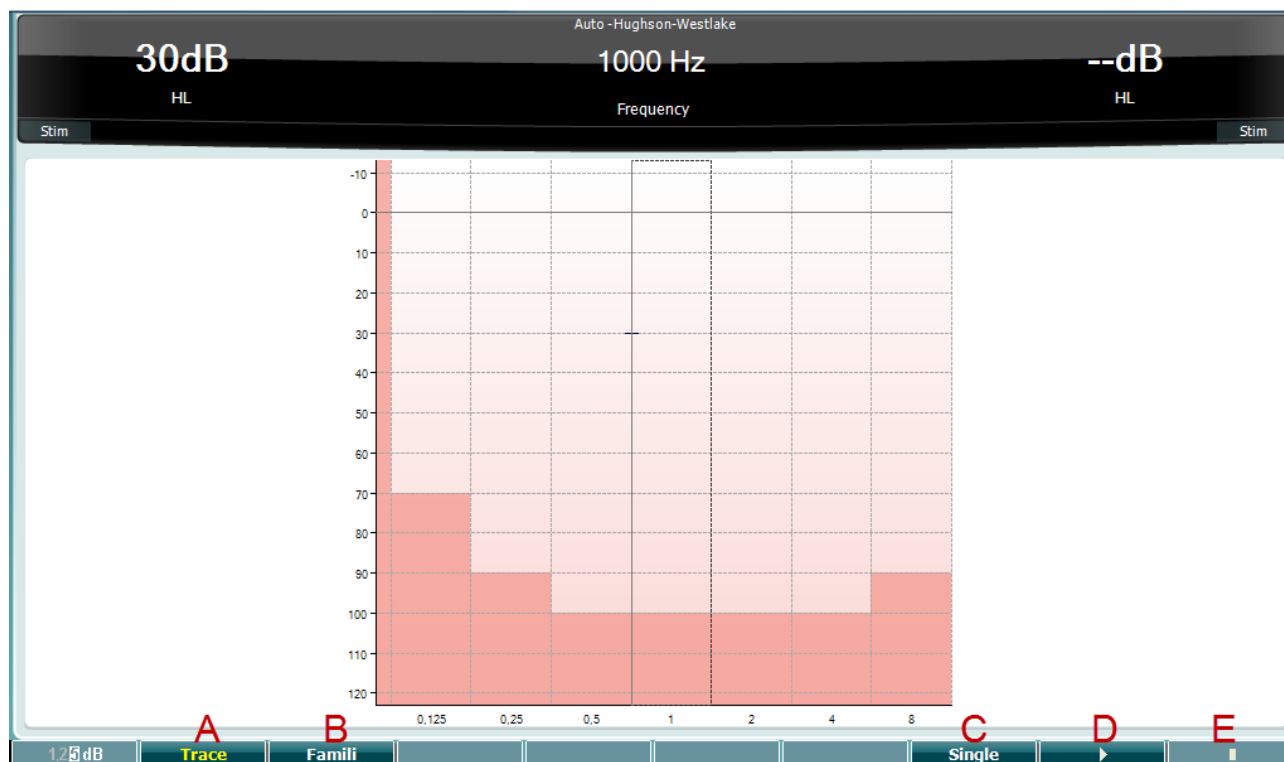 Auto -Hughson-Westlake
30dB 1000 Hz --dB
HL Frequency HL
Stim Stim
-10
0
10
20
30
40
50
60
70
80
90
100
110
120
0,125 0,25 0,5 1 2 4 8
A B C D E
1,2 5 dB Trace Famili Single